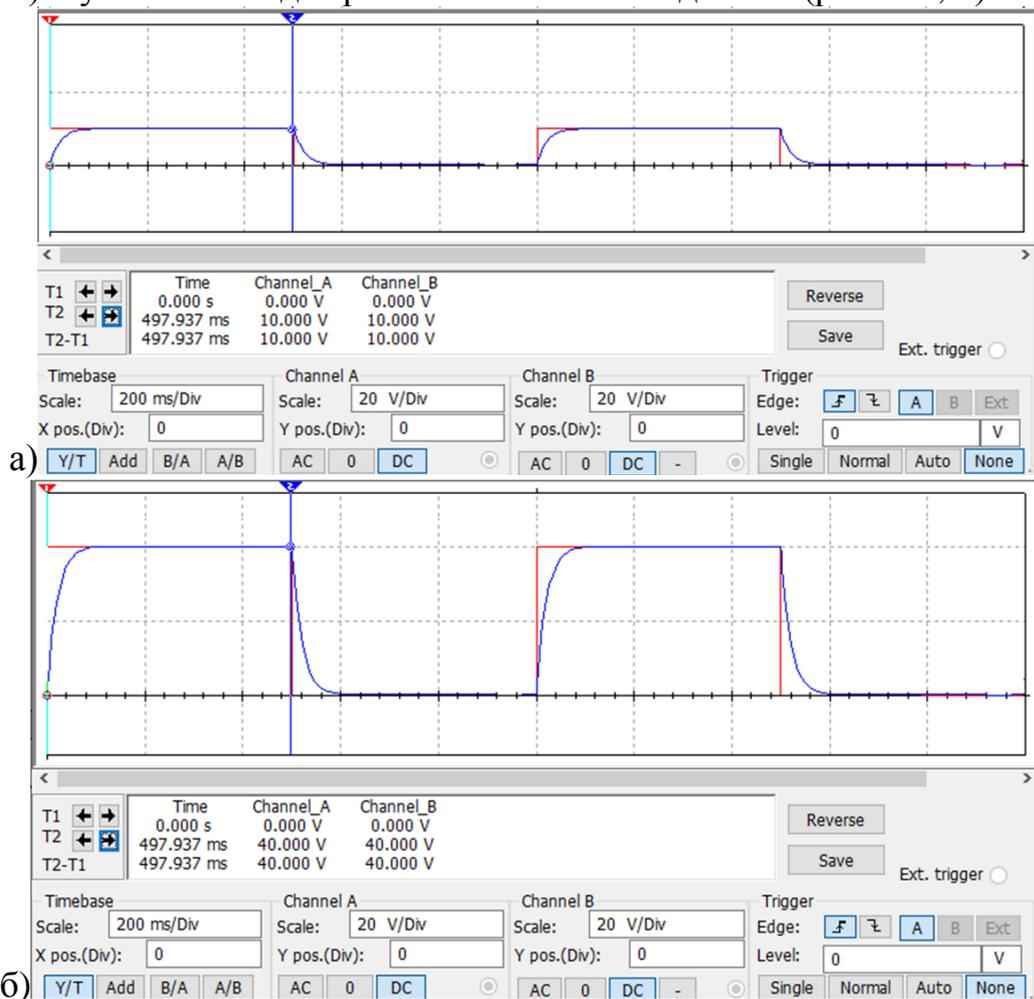 1
2
T1
T2
T2-T1
Time Channel_A Channel_B
0.000 s 0.000 V 0.000 V
497.937 ms 10.000 V 10.000 V
497.937 ms 10.000 V 10.000 V
Reverse
Save
Ext. trigger
Timebase Channel A Channel B Trigger
Scale: 200 ms/Div Scale: 20 V/Div Scale: 20 V/Div Edge: A B Ext
X pos.(Div): 0 Y pos.(Div): 0 Y pos.(Div): 0 Level: 0 V
а) Y/T Add B/A A/B AC 0 DC AC 0 DC - Single Normal Auto None
1
2
T1
T2
T2-T1
Time Channel_A Channel_B
0.000 s 0.000 V 0.000 V
497.937 ms 40.000 V 40.000 V
497.937 ms 40.000 V 40.000 V
Reverse
Save
Ext. trigger
Timebase Channel A Channel B Trigger
Scale: 200 ms/Div Scale: 20 V/Div Scale: 20 V/Div Edge: A B Ext
X pos.(Div): 0 Y pos.(Div): 0 Y pos.(Div): 0 Level: 0 V
б) Y/T Add B/A A/B AC 0 DC AC 0 DC - Single Normal Auto None